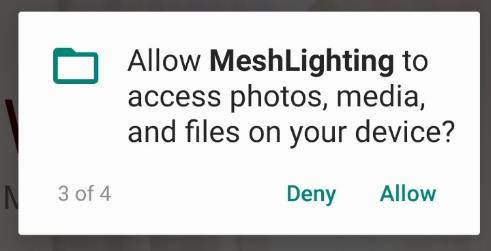 Allow MeshLighting to
access photos, media,
and files on your device?
3 of 4
Deny
Allow